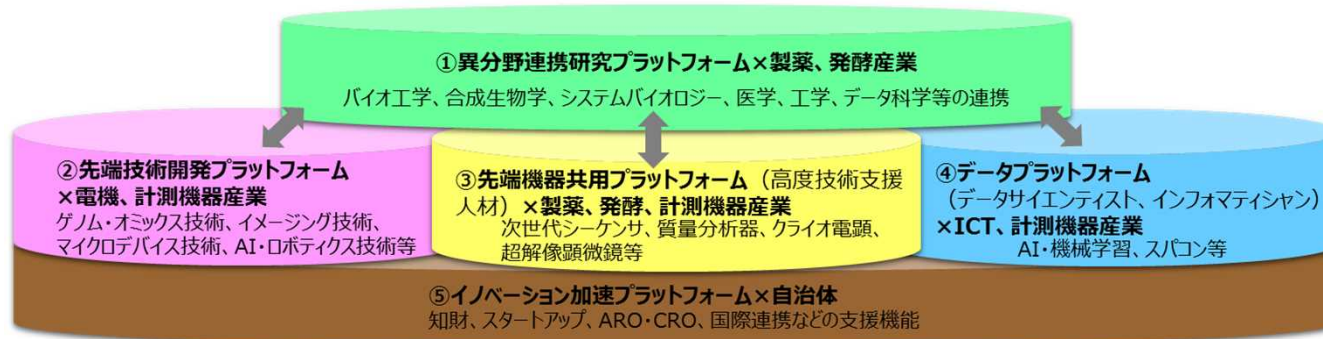 ①異分野連携研究プラットフォーム×製薬、発酵産業
バイオ工学、合成生物学、システムバイオロジー、医学、工学、データ科学等の連携
②先端技術開発プラットフォーム
×電機、計測機器産業
ゲノム・オミックス技術、イメージング技術、
マイクロデバイス技術、AI・ロボティクス技術等
③先端機器共用プラットフォーム（高度技術支援
人材）×製薬、発酵、計測機器産業
次世代シーケンサ、質量分析器、クライオ電顕、
超解像顕微鏡等
④データプラットフォーム
（データサイエンティスト、インフォマティシャン）
×ICT、計測機器産業
AI・機械学習、スパコン等
⑤イノベーション加速プラットフォーム×自治体
知財、スタートアップ、ARO・CRO、国際連携などの支援機能